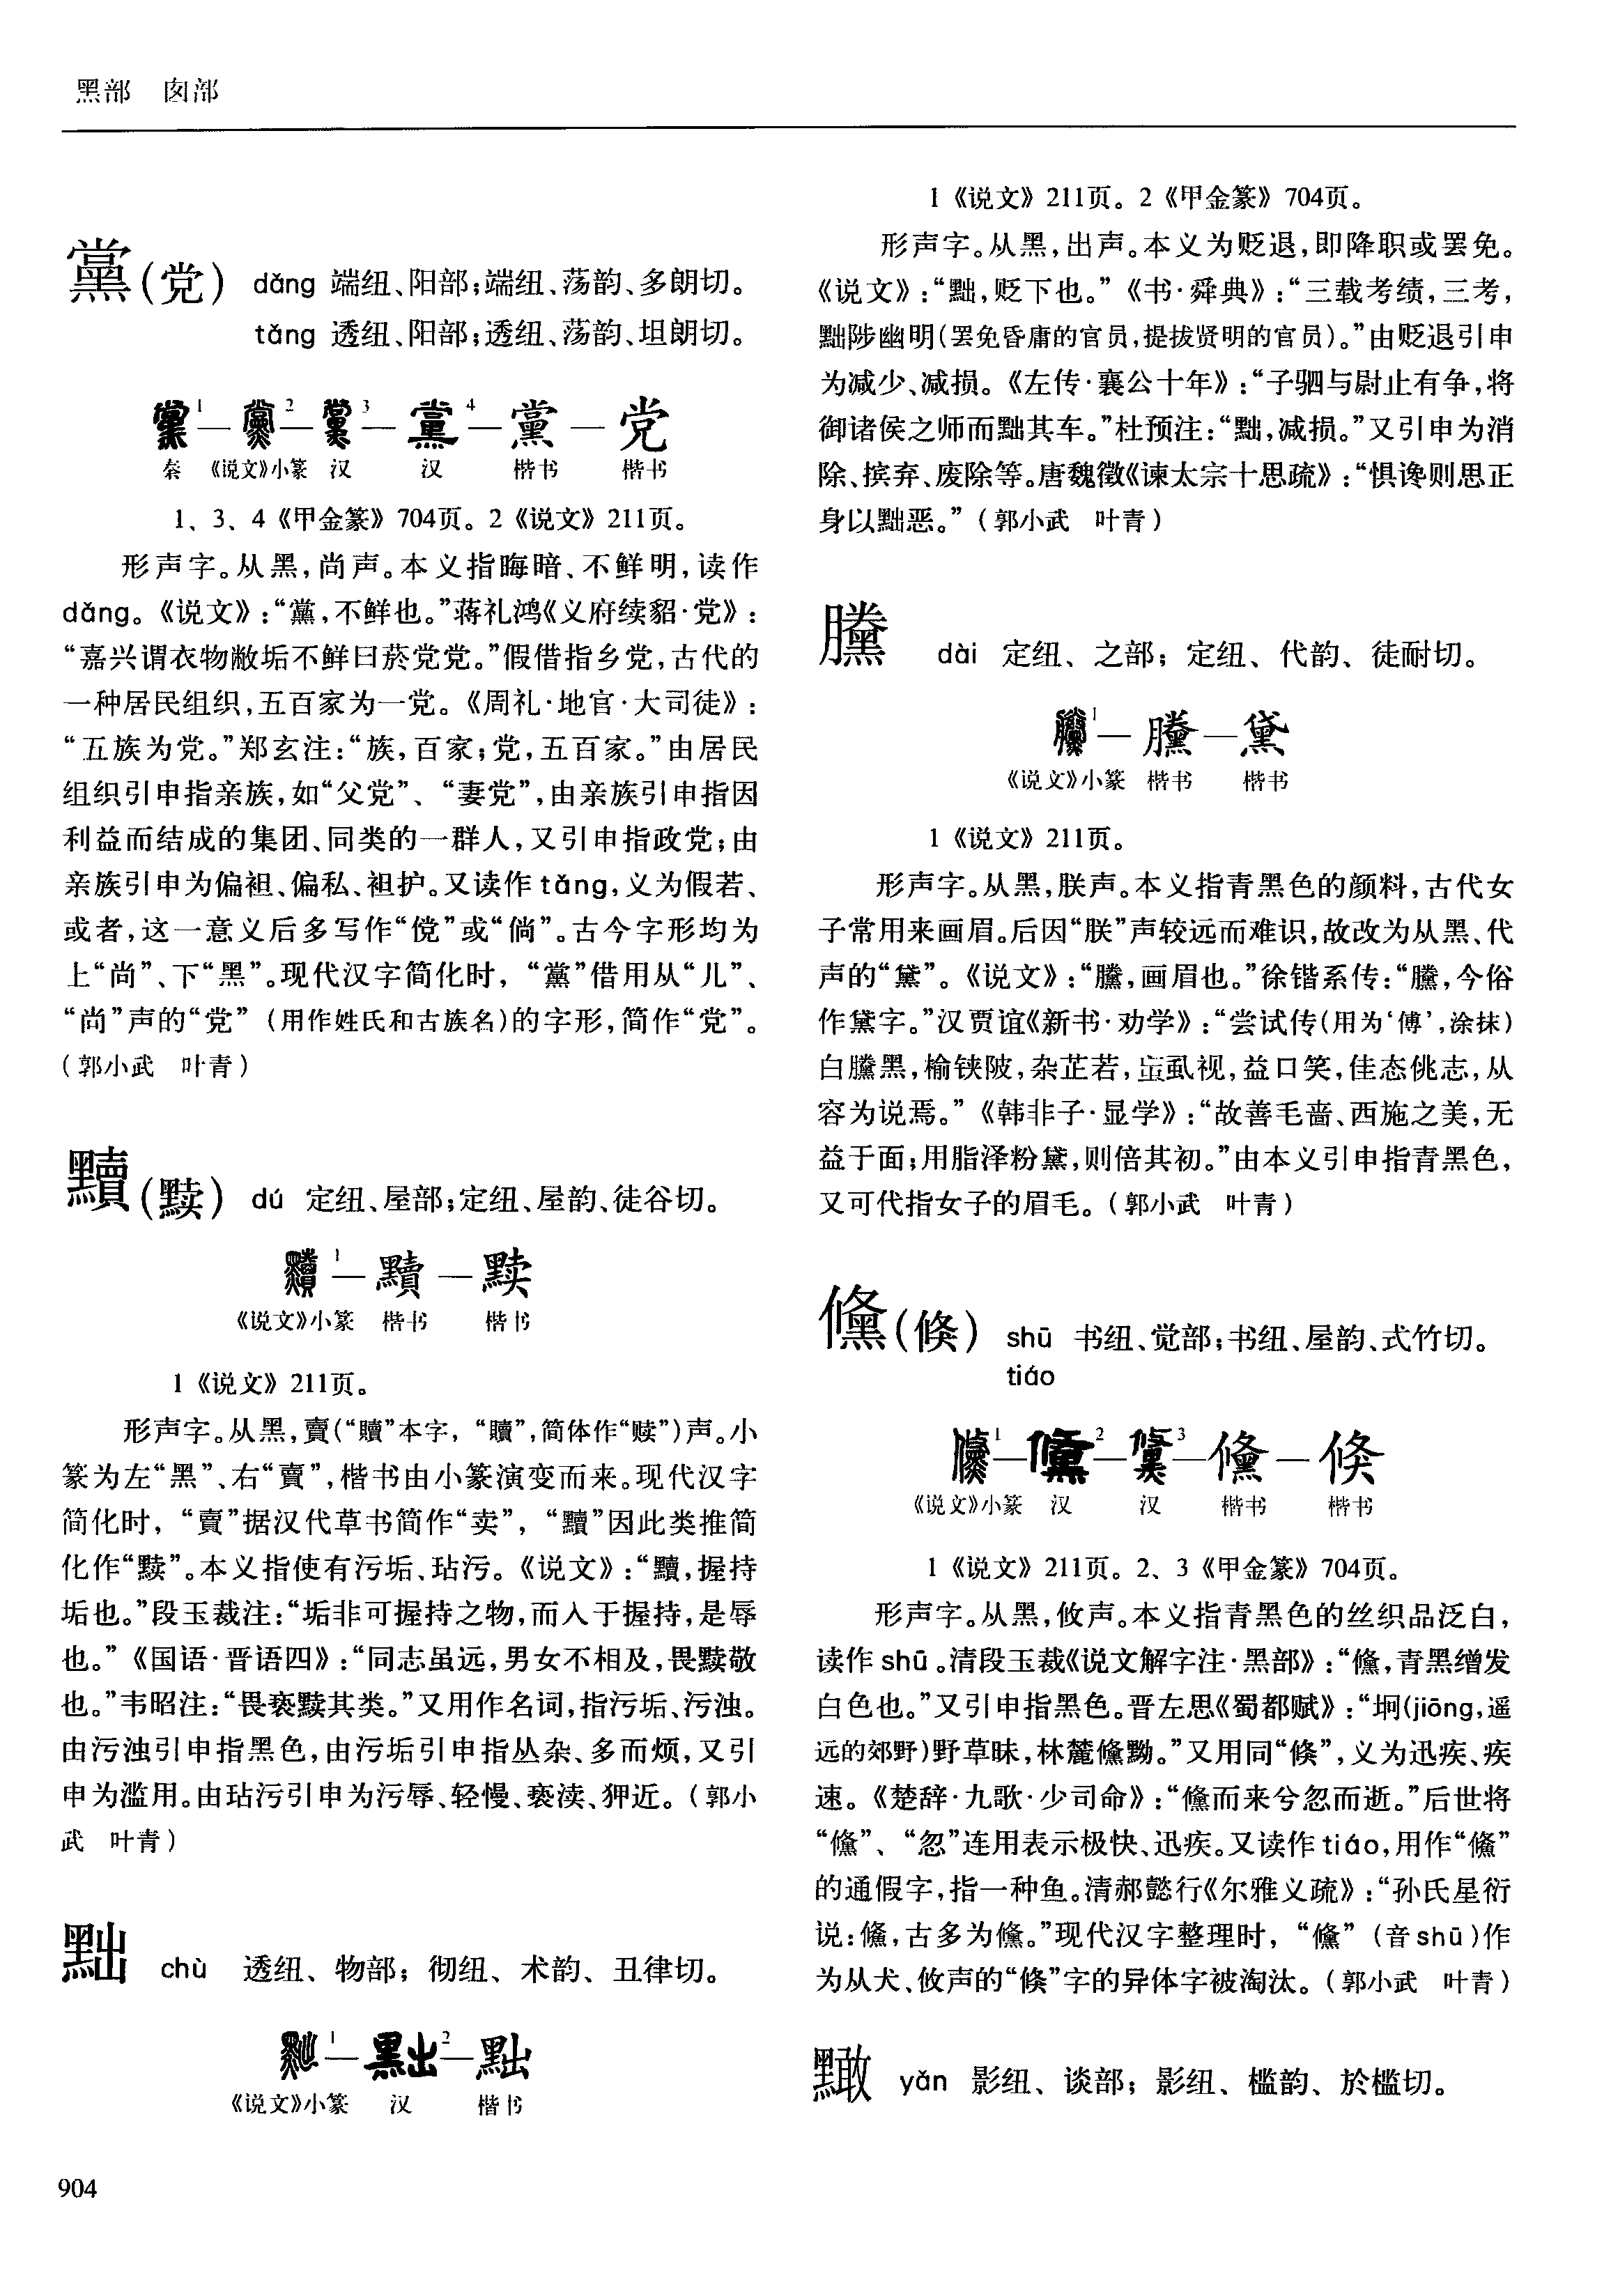 黑部　囱部
黨(党)　dǎng 端纽、阳部；端纽、荡韵、多朗切。
tǎng 透纽、阳部；透纽、荡韵、坦朗切。
黨1—黨2—黨3—黨4—黨—党
秦　《说文》小篆　汉　汉　楷书　楷书
1、3、4《甲金篆》704页。2《说文》211页。
形声字。从黑，尚声。本义指晦暗、不鲜明，读作
dǎng。《说文》：“黨，不鲜也。”蒋礼鸿《义府续貂·党》：
“嘉兴谓衣物敝垢不鲜曰菸党党。”假借指乡党，古代的
一种居民组织，五百家为一党。《周礼·地官·大司徒》：
“五族为党。”郑玄注：“族，百家；党，五百家。”由居民
组织引申指亲族，如“父党”、“妻党”，由亲族引申指因
利益而结成的集团、同类的一群人，又引申指政党；由
亲族引申为偏袒、偏私、袒护。又读作tǎng，义为假若、
或者，这一意义后多写作“傥”或“倘”。古今字形均为
上“尚”、下“黑”。现代汉字简化时，“黨”借用从“儿”、
“尚”声的“党”（用作姓氏和古族名）的字形，简作“党”。
（郭小武　叶青）
黷(黩)　dú 定纽、屋部；定纽、屋韵、徒谷切。
黷1—黷—黩
《说文》小篆　楷书　楷书
1《说文》211页。
形声字。从黑，賣(“贖”本字，“贖”，简体作“赎”)声。小
篆为左“黑”、右“賣”，楷书由小篆演变而来。现代汉字
简化时，“賣”据汉代草书简作“卖”，“黷”因此类推简
化作“黩”。本义指使有污垢、玷污。《说文》：“黷，握持
垢也。”段玉裁注：“垢非可握持之物，而入于握持，是辱
也。”《国语·晋语四》：“同志虽远，男女不相及，畏黩敬
也。”韦昭注：“畏亵黩其类。”又用作名词，指污垢、污浊。
由污浊引申指黑色，由污垢引申指丛杂、多而烦，又引
申为滥用。由玷污引申为污辱、轻慢、亵渎、狎近。（郭小
武　叶青）
黜　chù　透纽、物部；彻纽、术韵、丑律切。
黜1—黜2—黜
《说文》小篆　汉　楷书
1《说文》211页。2《甲金篆》704页。
形声字。从黑，出声。本义为贬退，即降职或罢免。
《说文》：“黜，贬下也。”《书·舜典》：“三载考绩，三考，
黜陟幽明(罢免昏庸的官员，提拔贤明的官员)。”由贬退引申
为减少、减损。《左传·襄公十年》：“子驷与尉止有争，将
御诸侯之师而黜其车。”杜预注：“黜，减损。”又引申为消
除、摈弃、废除等。唐魏徵《谏太宗十思疏》：“惧谗则思正
身以黜恶。”（郭小武　叶青）
黱　dài 定纽、之部；定纽、代韵、徒耐切。
黱1—黱—黛
《说文》小篆　楷书　楷书
1《说文》211页。
形声字。从黑，朕声。本义指青黑色的颜料，古代女
子常用来画眉。后因“朕”声较远而难识，故改为从黑、代
声的“黛”。《说文》：“黱，画眉也。”徐锴系传：“黱，今俗
作黛字。”汉贾谊《新书·劝学》：“尝试传(用为‘傅’，涂抹)
白黱黑，榆铗陂，杂芷若，虻虱视，益口笑，佳态佻志，从
容为说焉。”《韩非子·显学》：“故善毛啬、西施之美，无
益于面；用脂泽粉黛，则倍其初。”由本义引申指青黑色，
又可代指女子的眉毛。（郭小武　叶青）
儵(倏)　shū 书纽、觉部；书纽、屋韵、式竹切。
tiáo
儵1—儵2—儵3—儵—倏
《说文》小篆　汉　汉　楷书　楷书
1《说文》211页。2、3《甲金篆》704页。
形声字。从黑，攸声。本义指青黑色的丝织品泛白，
读作shū。清段玉裁《说文解字注·黑部》：“儵，青黑缯发
白色也。”又引申指黑色。晋左思《蜀都赋》：“坰(jiōng，遥
远的郊野)野草昧，林麓儵黝。”又用同“倏”，义为迅疾、疾
速。《楚辞·九歌·少司命》：“儵而来兮忽而逝。”后世将
“儵”、“忽”连用表示极快、迅疾。又读作tiáo，用作“鯈”
的通假字，指一种鱼。清郝懿行《尔雅义疏》：“孙氏星衍
说：鯈，古多为儵。”现代汉字整理时，“儵”（音shū）作
为从犬、攸声的“倏”字的异体字被淘汰。（郭小武　叶青）
黭　yǎn 影纽、谈部；影纽、槛韵、於槛切。
904